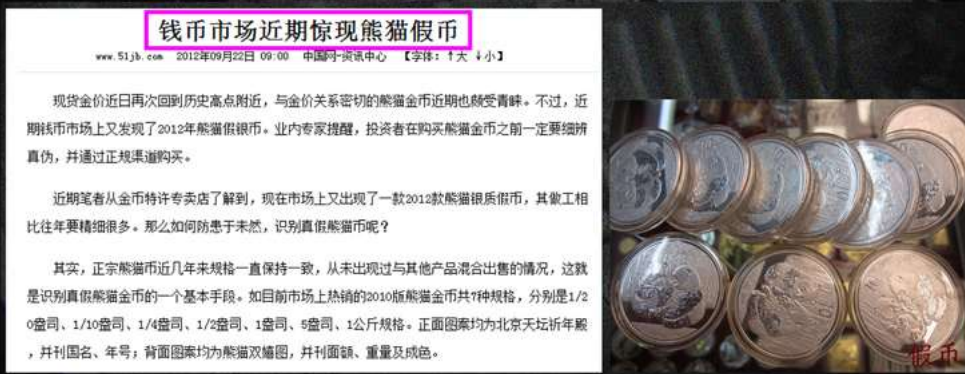 钱币市场近期惊现熊猫假币
www.51jb.com 2012年09月22日 09:00 中国网-资讯中心 【字体：↑大 ↓小】
现货金价近日再次回到历史高点附近，与金价关系密切的熊猫金币近期也颇受青睐。不过，近
期钱币市场上又发现了2012年熊猫假银币。业内专家提醒，投资者在购买熊猫金币之前一定要细辨
真伪，并通过正规渠道购买。
近期笔者从金币特许专卖店了解到，现在市场上又出现了一款2012款熊猫银质假币，其做工相
比往年要精细很多。那么如何防患于未然，识别真假熊猫币呢？
其实，正宗熊猫币近几年来规格一直保持一致，从未出现过与其他产品混合出售的情况，这就
是识别真假熊猫金币的一个基本手段。如目前市场上热销的2010版熊猫金币共7种规格，分别是1/2
0盎司、1/10盎司、1/4盎司、1/2盎司、1盎司、5盎司、1公斤规格。正面图案均为北京天坛祈年殿
，并刊国名、年号；背面图案均为熊猫双嬉图，并刊面额、重量及成色。
假币